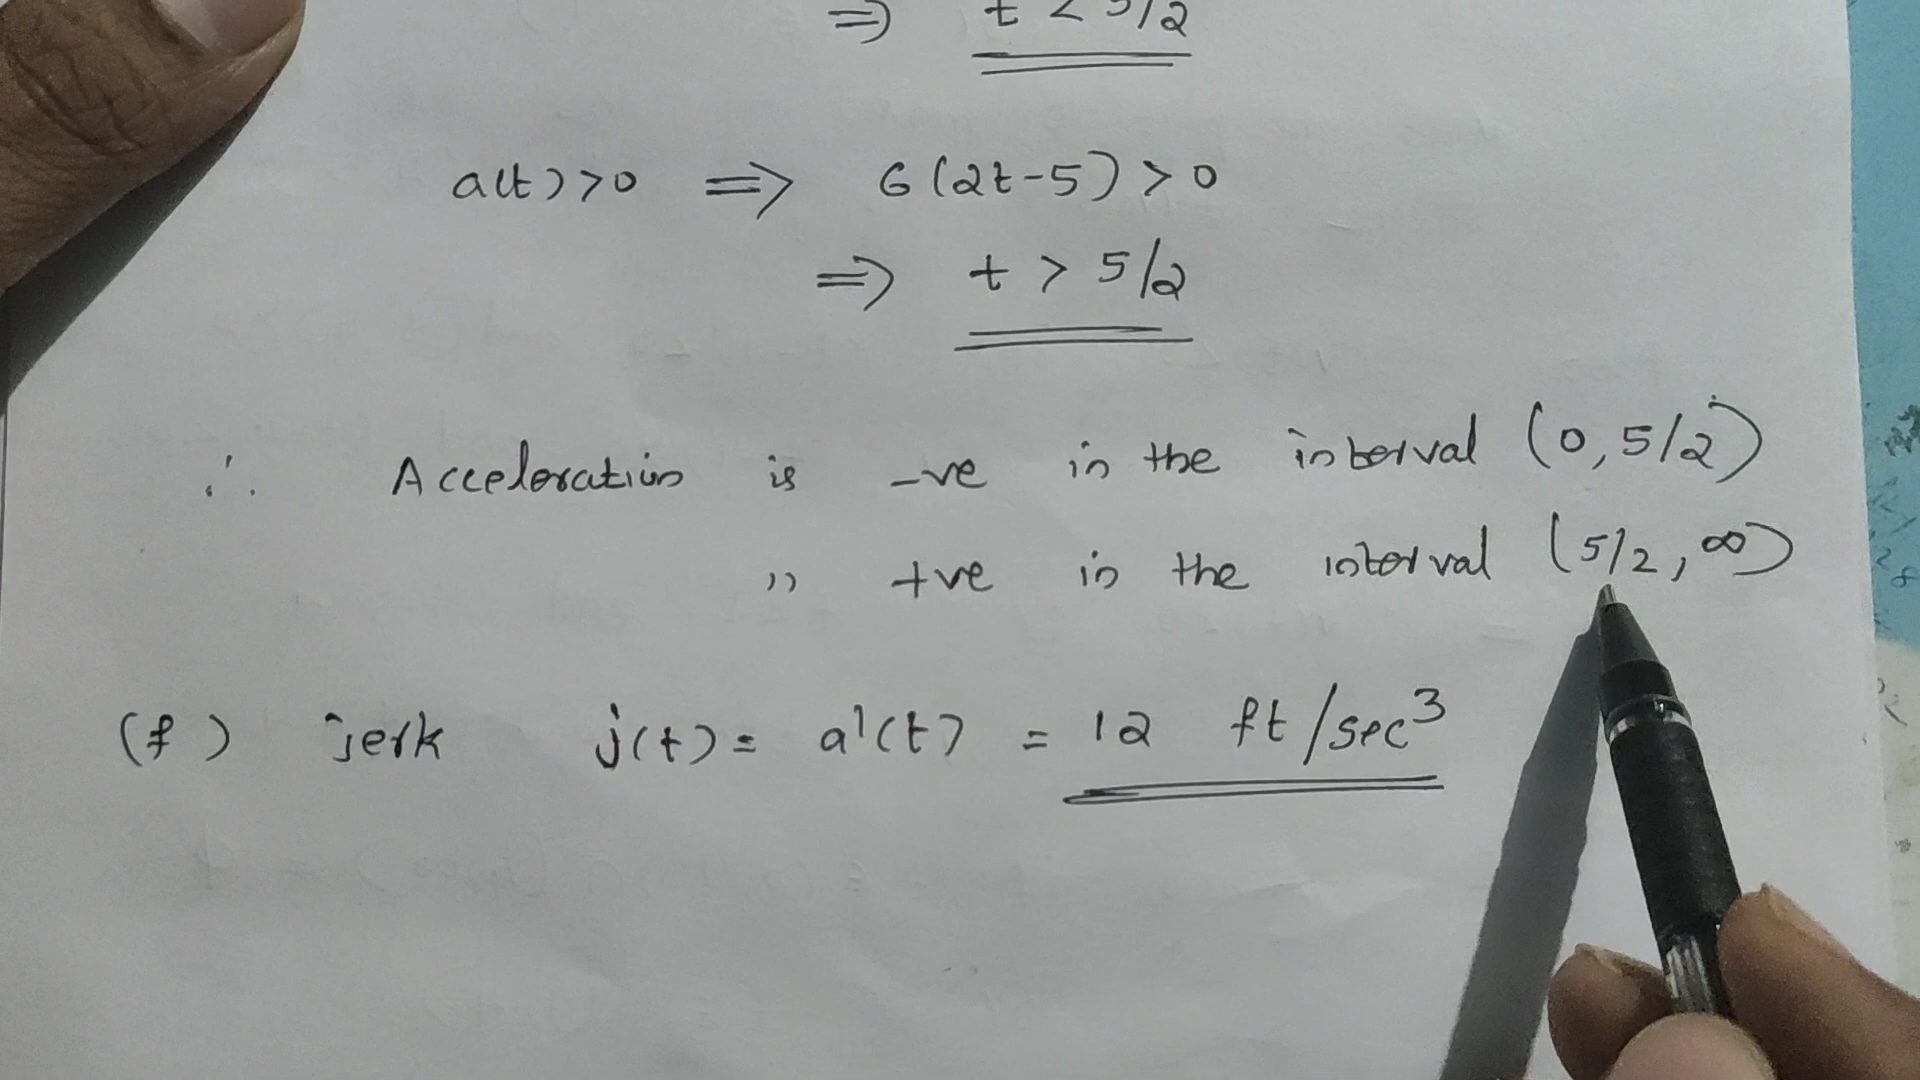 => t < 5/2
a(t) > 0 => 6(2t-5) > 0
=> t > 5/2
∴ Acceleration is -ve in the interval (0, 5/2)
,, +ve in the interval (5/2, ∞)
(f) jerk j(t) = a'(t) = 12 ft/sec³